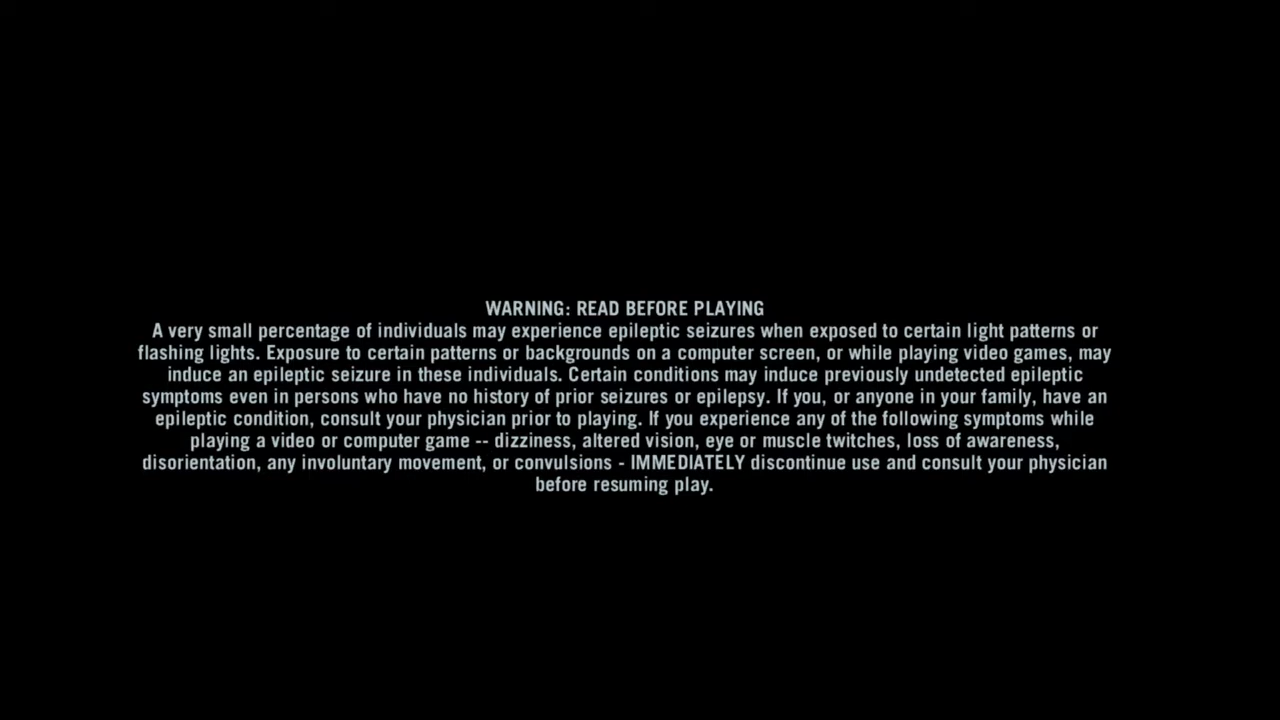 WARNING: READ BEFORE PLAYING
A very small percentage of individuals may experience epileptic seizures when exposed to certain light patterns or
flashing lights. Exposure to certain patterns or backgrounds on a computer screen, or while playing video games, may
induce an epileptic seizure in these individuals. Certain conditions may induce previously undetected epileptic
symptoms even in persons who have no history of prior seizures or epilepsy. If you, or anyone in your family, have an
epileptic condition, consult your physician prior to playing. If you experience any of the following symptoms while
playing a video or computer game -- dizziness, altered vision, eye or muscle twitches, loss of awareness,
disorientation, any involuntary movement, or convulsions - IMMEDIATELY discontinue use and consult your physician
before resuming play.